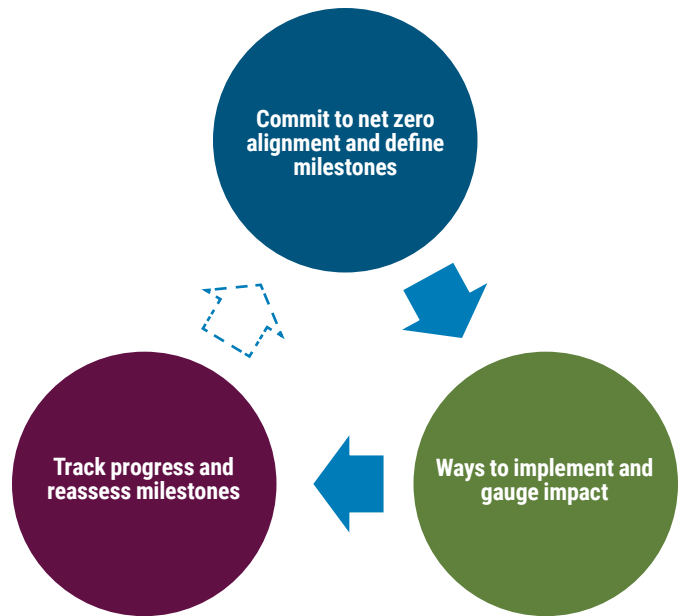 Commit to net zero
alignment and define
milestones
Ways to implement and
gauge impact
Track progress and
reassess milestones